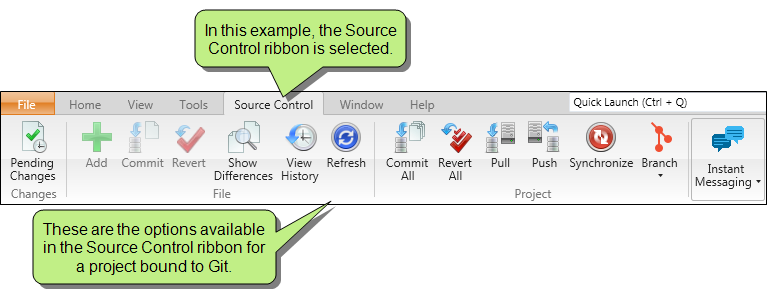 In this example, the Source
Control ribbon is selected.
File Home View Tools Source Control Window Help Quick Launch (Ctrl + Q)
Pending
Changes
Add Commit Revert
Show
Differences
View
History
Refresh
Commit
All
Revert
All
Pull Push Synchronize Branch
Instant
Messaging
Changes File Project
These are the options available
in the Source Control ribbon for
a project bound to Git.